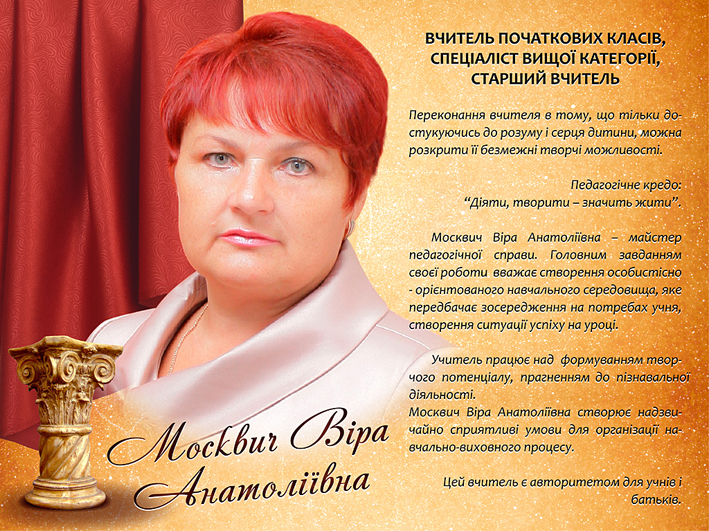 ВЧИТЕЛЬ ПОЧАТКОВИХ КЛАСІВ,
СПЕЦІАЛІСТ ВИЩОЇ КАТЕГОРІЇ,
СТАРШИЙ ВЧИТЕЛЬ
Переконання вчителя в тому, що тільки до-
стукуючись до розуму і серця дитини, можна
розкрити її безмежні творчі можливості.
Педагогічне кредо:
“Діяти, творити – значить жити”.
Москвич Віра Анатоліївна – майстер
педагогічної справи. Головним завданням
своєї роботи вважає створення особистісно
- орієнтованого навчального середовища, яке
передбачає зосередження на потребах учня,
створення ситуації успіху на уроці.
Учитель працює над формуванням твор-
чого потенціалу, прагненням до пізнавальної
діяльності.
Москвич Віра Анатоліївна створює надзви-
чайно сприятливі умови для організації на-
вчально-виховного процесу.
Цей вчитель є авторитетом для учнів і
батьків.
Москвич Віра
Анатоліївна